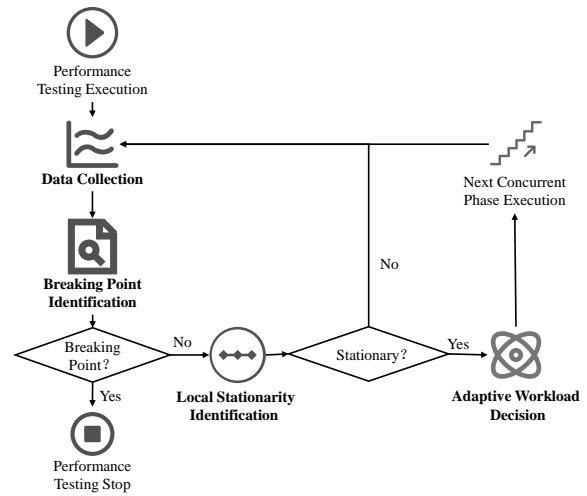 Performance
Testing Execution
Data Collection
Next Concurrent
Phase Execution
Breaking Point
Identification
No
Breaking
Point?
No
Stationary?
Yes
Yes
Local Stationarity
Identification
Adaptive Workload
Decision
Performance
Testing Stop